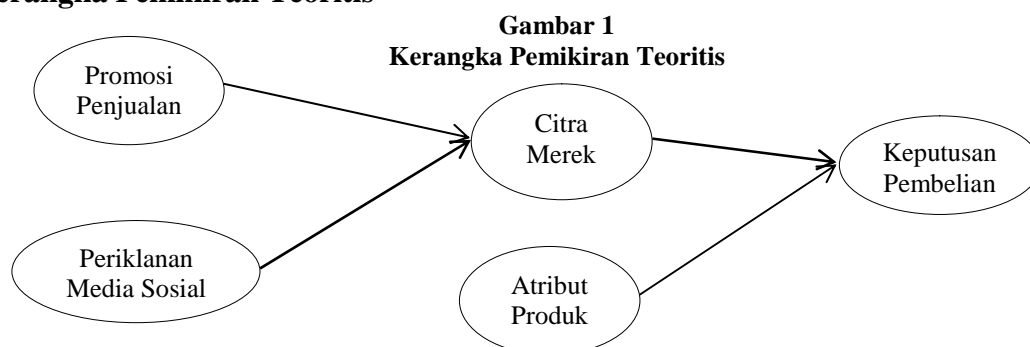 Kerangka Pemikiran Teoritis
Gambar 1
Kerangka Pemikiran Teoritis
Promosi
Penjualan
Citra
Merek
Keputusan
Pembelian
Periklanan
Media Sosial
Atribut
Produk